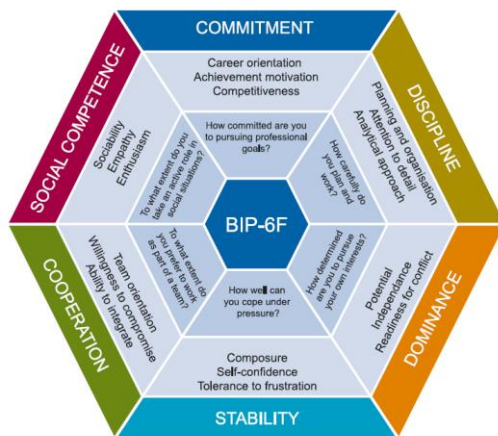 COMMITMENT
Career orientation
Achievement motivation
Competitiveness
How committed are you to
pursuing professional
goals?
DISCIPLINE
Planning and organisation
Attention to detail
Analytical approach
How carefully do
you plan and
work?
DOMINANCE
Potential
Independance
Readiness for conflict
How determined
are you to pursue
your own interests?
STABILITY
Composure
Self-confidence
Tolerance to frustration
How well can
you cope under
pressure?
COOPERATION
Team orientation
Willingness to compromise
Ability to integrate
To what extent do
you prefer to work
as part of a team?
SOCIAL COMPETENCE
Sociability
Empathy
Enthusiasm
To what extent do you
take an active role in
social situations?
BIP-6F